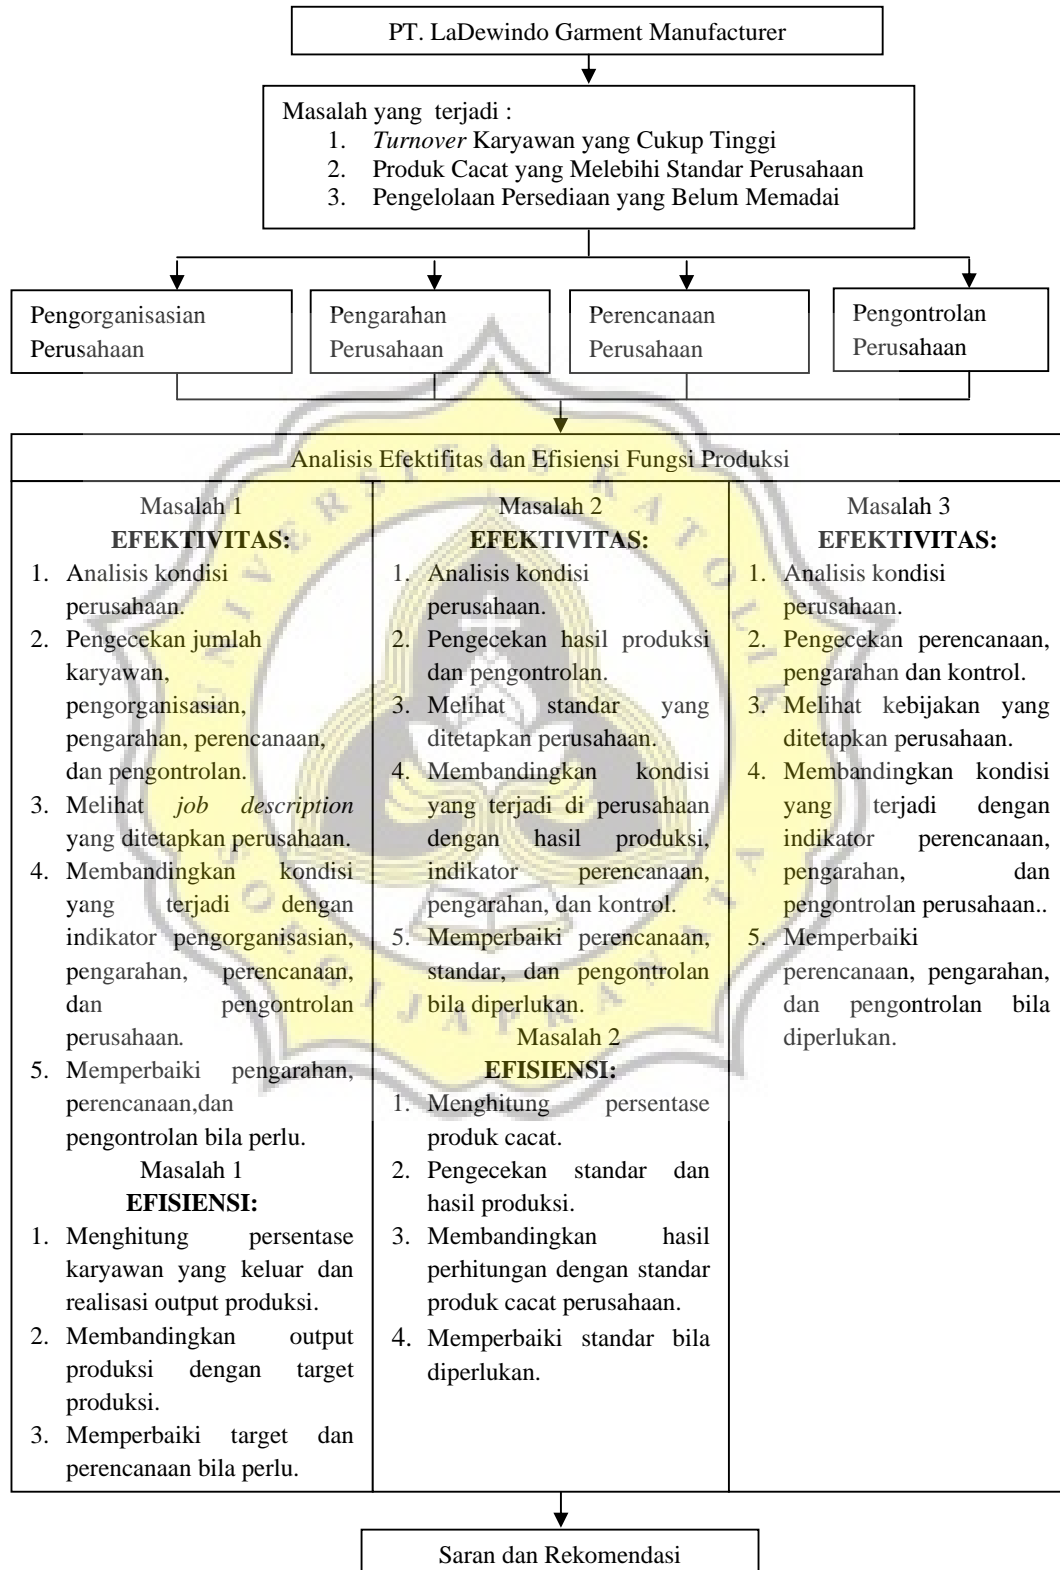 PT. LaDewindo Garment Manufacturer
Masalah yang terjadi :
1. Turnover Karyawan yang Cukup Tinggi
2. Produk Cacat yang Melebihi Standar Perusahaan
3. Pengelolaan Persediaan yang Belum Memadai
Pengorganisasian
Perusahaan
Pengarahan
Perusahaan
Perencanaan
Perusahaan
Pengontrolan
Perusahaan
Analisis Efektifitas dan Efisiensi Fungsi Produksi
Masalah 1
EFEKTIVITAS:
1. Analisis kondisi
perusahaan.
2. Pengecekan jumlah
karyawan,
pengorganisasian,
pengarahan, perencanaan,
dan pengontrolan.
3. Melihat job description
yang ditetapkan perusahaan.
4. Membandingkan kondisi
yang terjadi dengan
indikator pengorganisasian,
pengarahan, perencanaan,
dan pengontrolan
perusahaan.
5. Memperbaiki pengarahan,
perencanaan,dan
pengontrolan bila perlu.
Masalah 1
EFISIENSI:
1. Menghitung persentase
karyawan yang keluar dan
realisasi output produksi.
2. Membandingkan output
produksi dengan target
produksi.
3. Memperbaiki target dan
perencanaan bila perlu.
Masalah 2
EFEKTIVITAS:
1. Analisis kondisi
perusahaan.
2. Pengecekan hasil produksi
dan pengontrolan.
3. Melihat standar yang
ditetapkan perusahaan.
4. Membandingkan kondisi
yang terjadi di perusahaan
dengan hasil produksi,
indikator perencanaan,
pengarahan, dan kontrol.
5. Memperbaiki perencanaan,
standar, dan pengontrolan
bila diperlukan.
Masalah 2
EFISIENSI:
1. Menghitung persentase
produk cacat.
2. Pengecekan standar dan
hasil produksi.
3. Membandingkan hasil
perhitungan dengan standar
produk cacat perusahaan.
4. Memperbaiki standar bila
diperlukan.
Masalah 3
EFEKTIVITAS:
1. Analisis kondisi
perusahaan.
2. Pengecekan perencanaan,
pengarahan dan kontrol.
3. Melihat kebijakan yang
ditetapkan perusahaan.
4. Membandingkan kondisi
yang terjadi dengan
indikator perencanaan,
pengarahan, dan
pengontrolan perusahaan..
5. Memperbaiki
perencanaan, pengarahan,
dan pengontrolan bila
diperlukan.
Saran dan Rekomendasi
UNIVERSITAS KATOLIK
SOEGIJAPRANATA